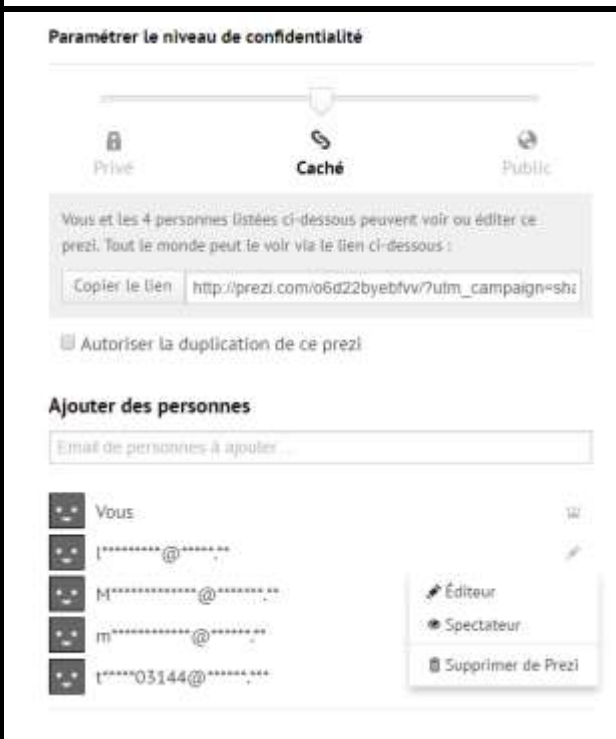 Paramétrer le niveau de confidentialité
Privé
Caché
Public
Vous et les 4 personnes listées ci-dessous peuvent voir ou éditer ce
prezi. Tout le monde peut le voir via le lien ci-dessous :
Copier le lien http://prezi.com/o6d22byebfvv/?utm_campaign=sha
Autoriser la duplication de ce prezi
Ajouter des personnes
Email de personnes à ajouter ...
Vous
l*********@*****.**
M*************@*******.**
Éditeur
m************@******.**
Spectateur
t*****03144@******.***
Supprimer de Prezi